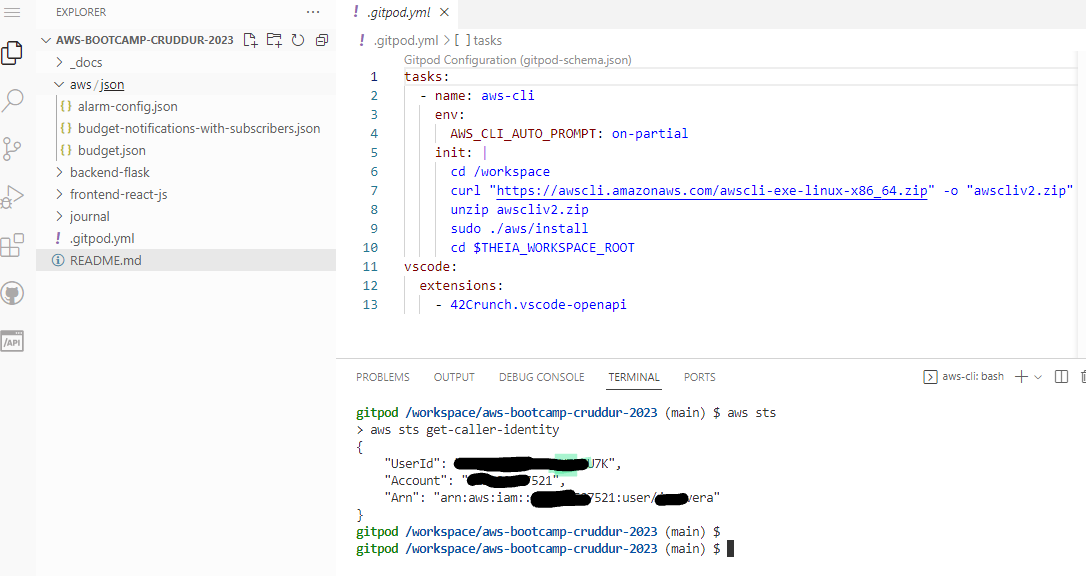 EXPLORER
AWS-BOOTCAMP-CRUDDUR-2023
_docs
aws / json
alarm-config.json
budget-notifications-with-subscribers.json
budget.json
backend-flask
frontend-react-js
journal
.gitpod.yml
README.md
.gitpod.yml
.gitpod.yml > [ ] tasks
Gitpod Configuration (gitpod-schema.json)
1 tasks:
2 - name: aws-cli
3 env:
4 AWS_CLI_AUTO_PROMPT: on-partial
5 init: |
6 cd /workspace
7 curl "https://awscli.amazonaws.com/awscli-exe-linux-x86_64.zip" -o "awscliv2.zip"
8 unzip awscliv2.zip
9 sudo ./aws/install
10 cd $THEIA_WORKSPACE_ROOT
11 vscode:
12 extensions:
13 - 42Crunch.vscode-openapi
/API
PROBLEMS OUTPUT DEBUG CONSOLE TERMINAL PORTS aws-cli: bash
gitpod /workspace/aws-bootcamp-cruddur-2023 (main) $ aws sts
> aws sts get-caller-identity
{
"UserId": U7K",
"Account": "7521",
"Arn": "arn:aws:iam::7521:user/vera"
}
gitpod /workspace/aws-bootcamp-cruddur-2023 (main) $
gitpod /workspace/aws-bootcamp-cruddur-2023 (main) $